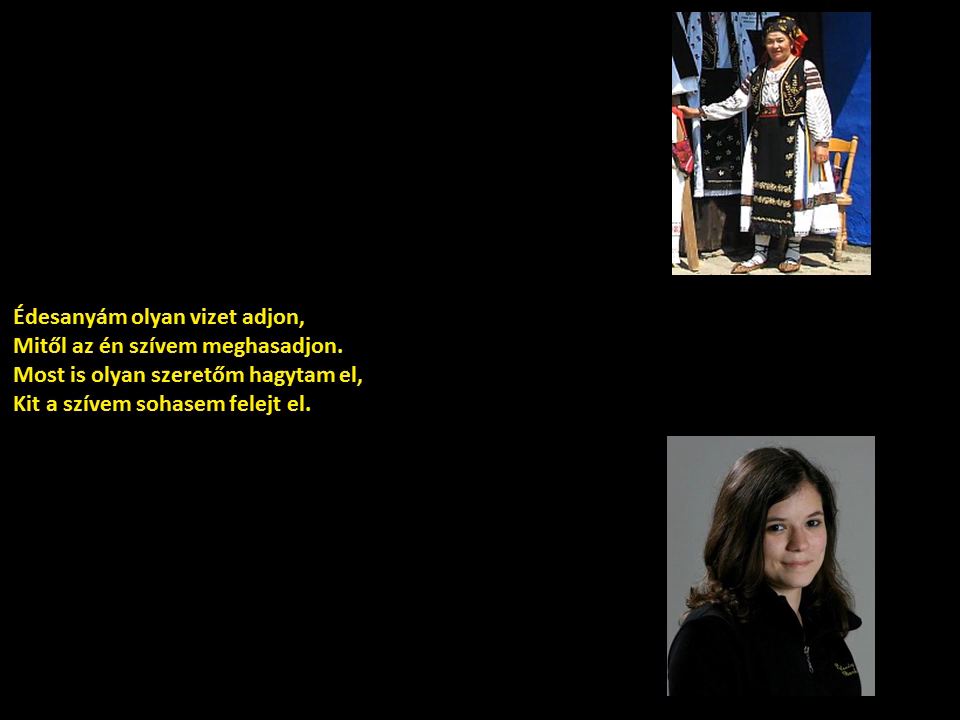 Édesanyám olyan vizet adjon,
Mitől az én szívem meghasadjon.
Most is olyan szeretőm hagytam el,
Kit a szívem sohasem felejt el.